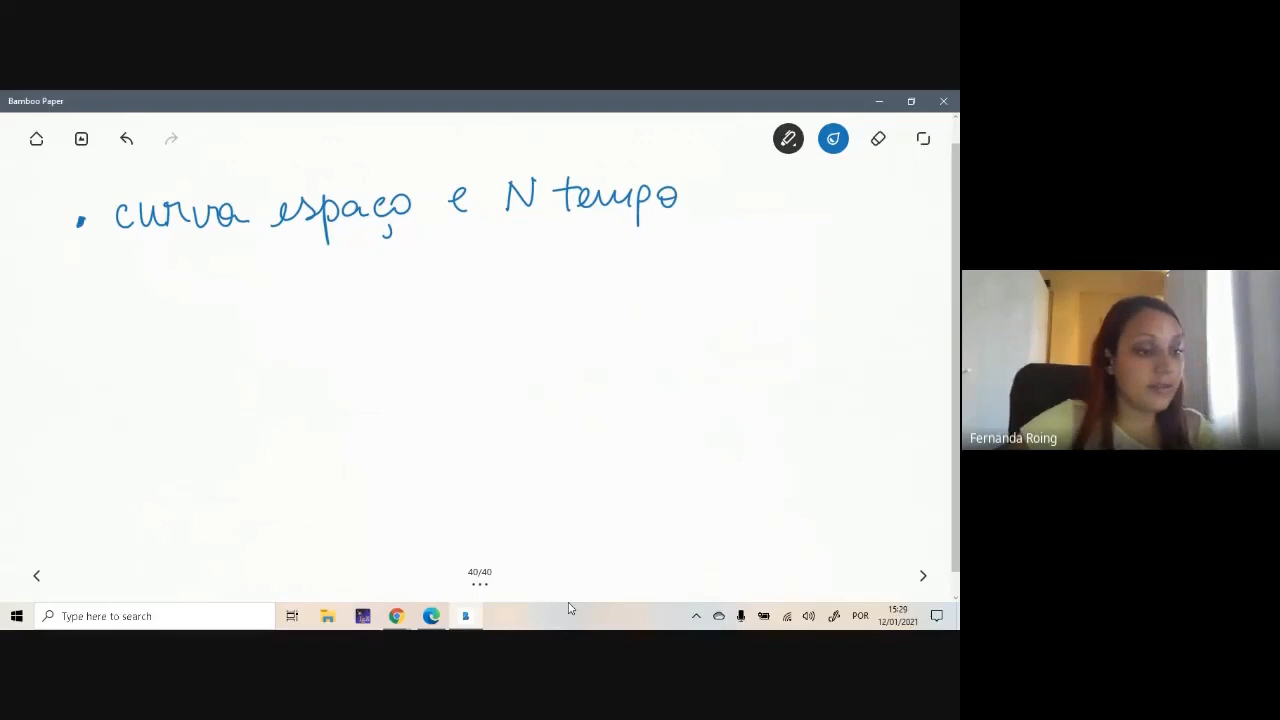 Bamboo Paper
• curva espaço e N tempo
Fernanda Roing
40/40
Type here to search
B
POR
15:29
12/01/2021